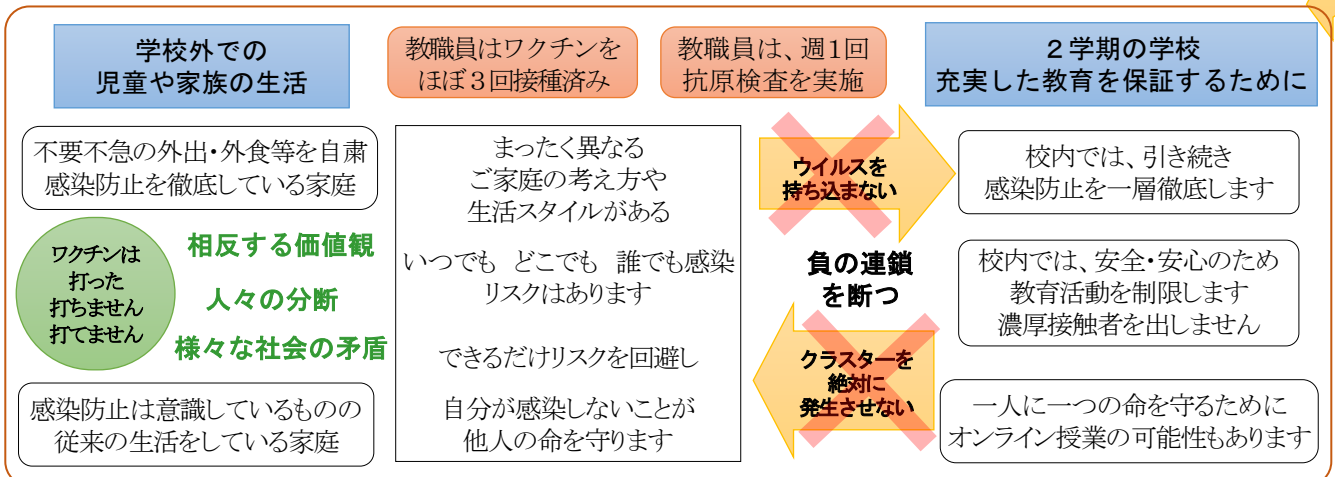 学校外での
児童や家族の生活
教職員はワクチンを
ほぼ３回接種済み
教職員は、週1回
抗原検査を実施
２学期の学校
充実した教育を保証するために
不要不急の外出・外食等を自粛
感染防止を徹底している家庭
ワクチンは
打った
打ちません
打てません
相反する価値観
人々の分断
様々な社会の矛盾
感染防止は意識しているものの
従来の生活をしている家庭
まったく異なる
ご家庭の考え方や
生活スタイルがある
いつでも　どこでも　誰でも感染
リスクはあります
できるだけリスクを回避し
自分が感染しないことが
他人の命を守ります
ウイルスを
持ち込まない
負の連鎖
を断つ
クラスターを
絶対に
発生させない
校内では、引き続き
感染防止を一層徹底します
校内では、安全・安心のため
教育活動を制限します
濃厚接触者を出しません
一人に一つの命を守るために
オンライン授業の可能性もあります